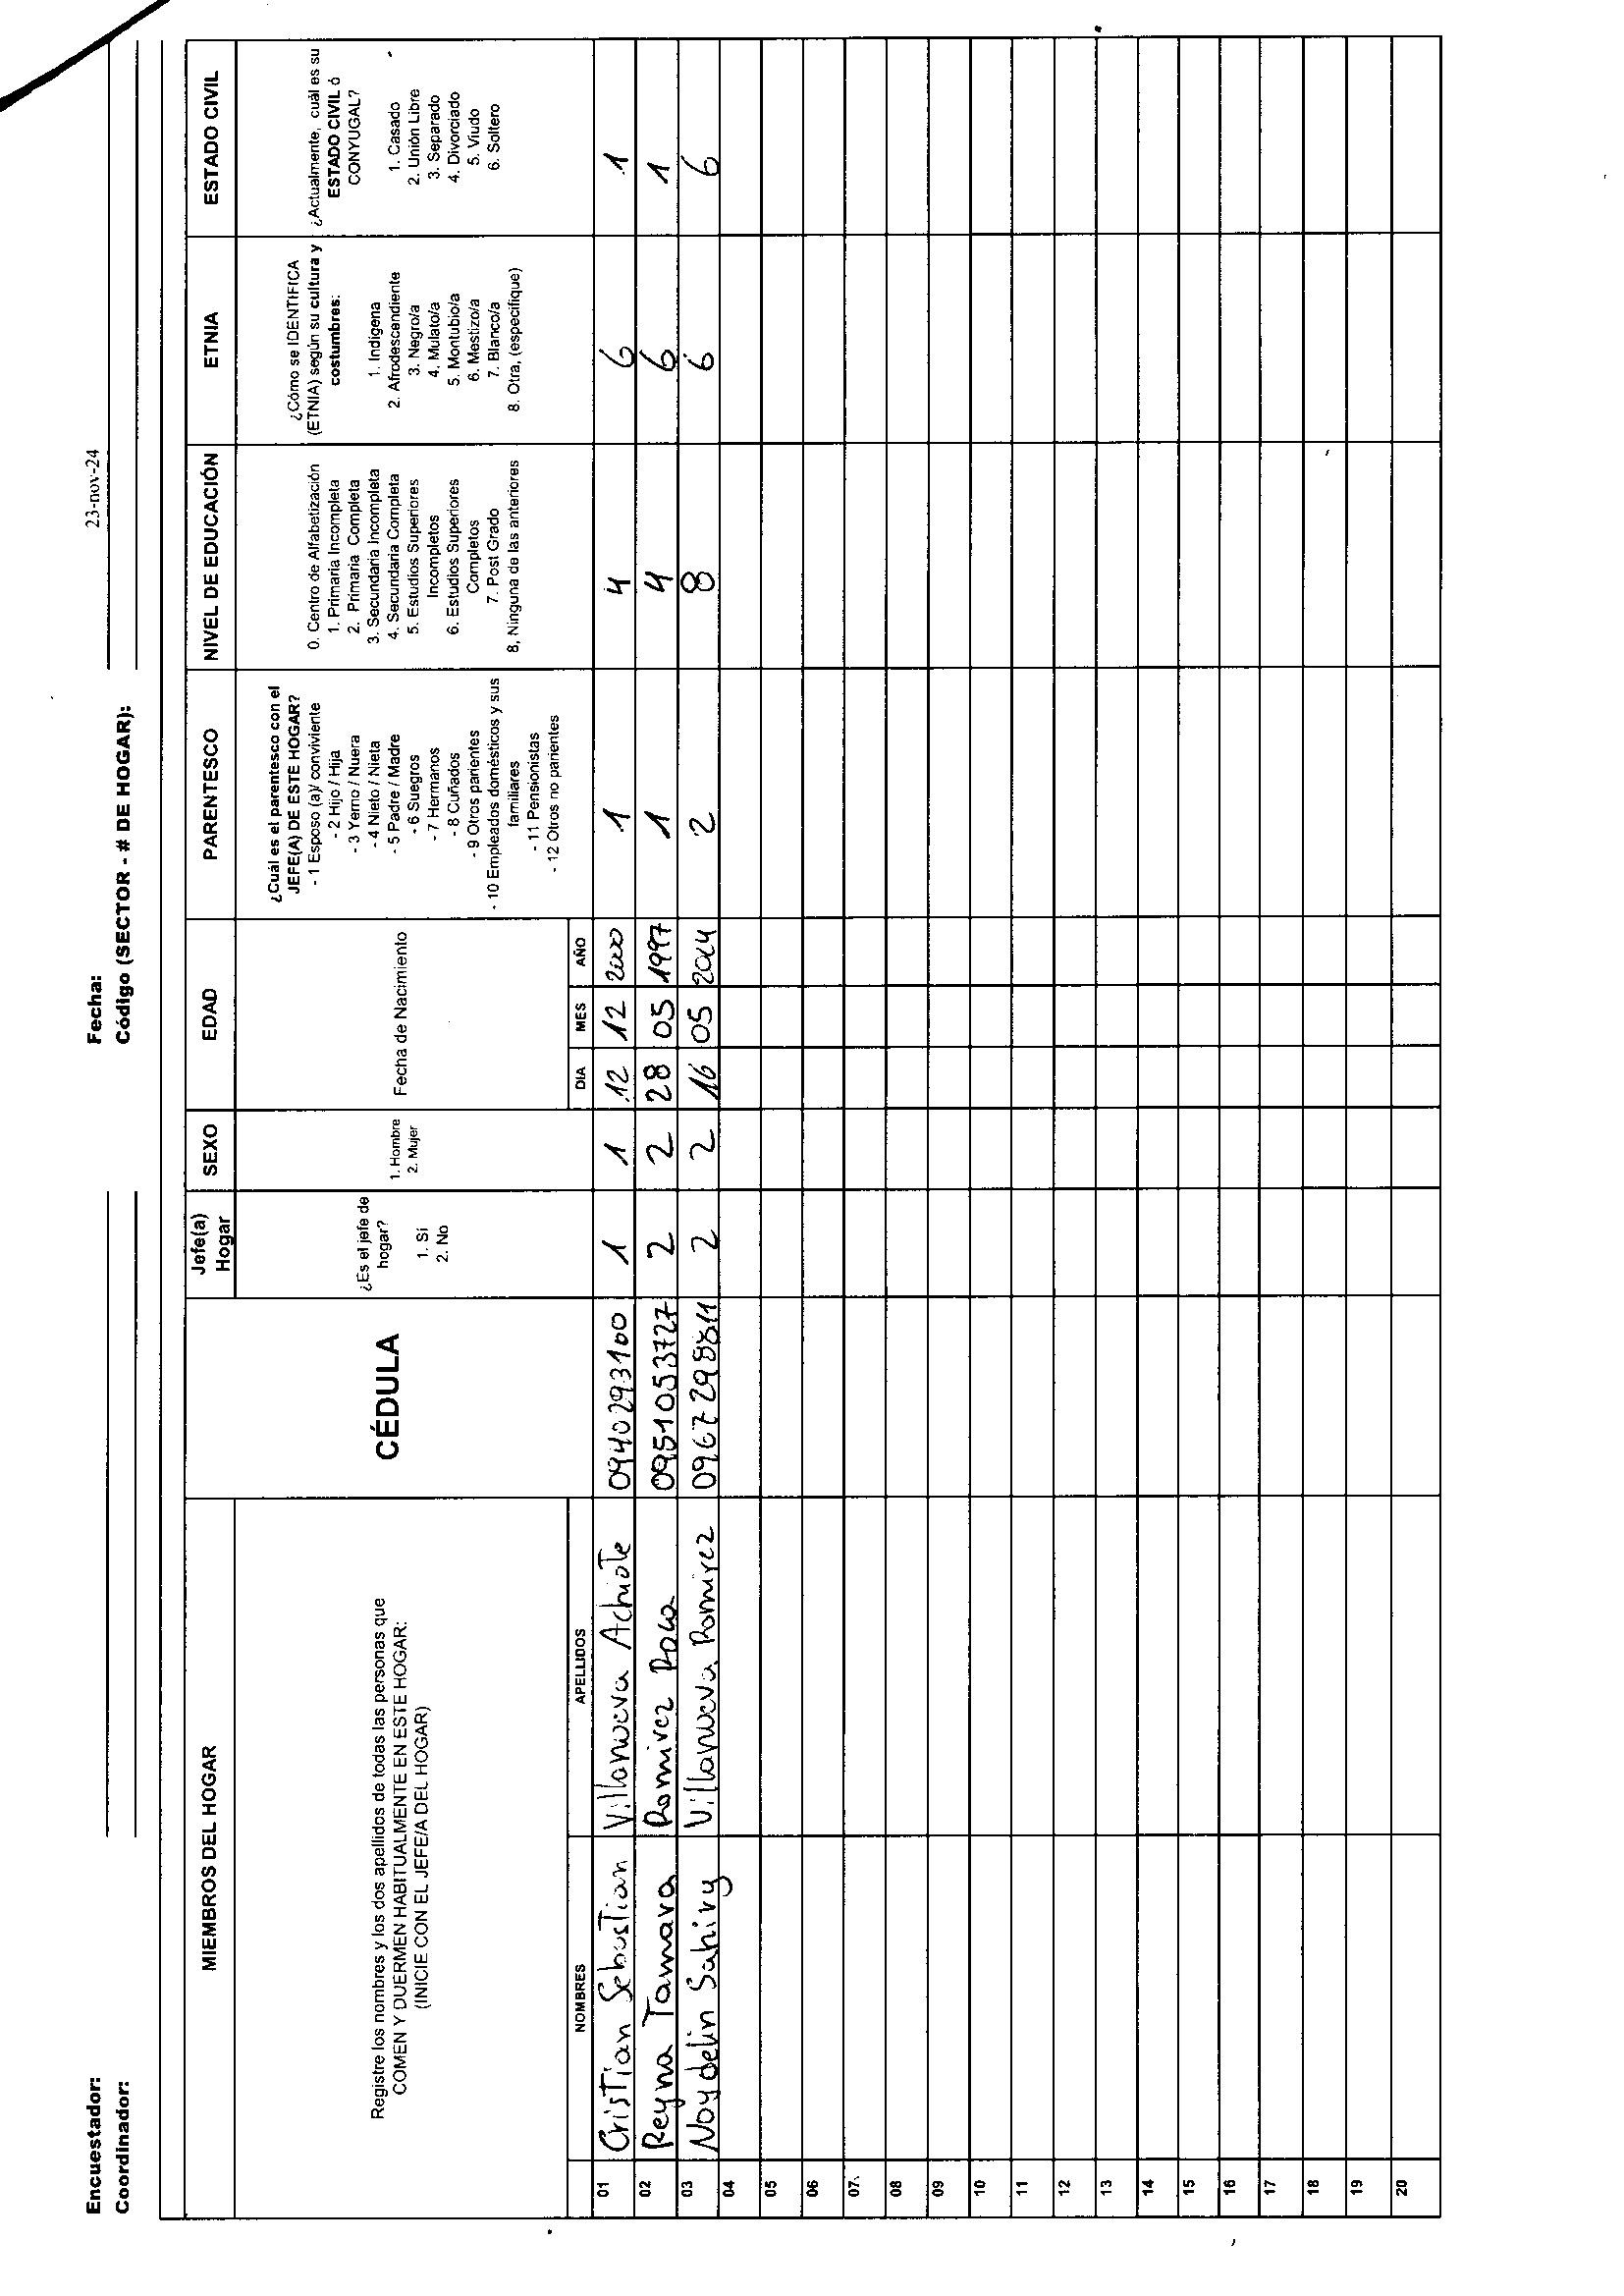 Encuestador:
Coordinador:
Fecha: 23-nov-24
Código (SECTOR - # DE HOGAR):
MIEMBROS DEL HOGAR
CÉDULA
Jefe(a) Hogar
SEXO
EDAD
PARENTESCO
NIVEL DE EDUCACIÓN
ETNIA
ESTADO CIVIL
Registre los nombres y los dos apellidos de todas las personas que
COMEN Y DUERMEN HABITUALMENTE EN ESTE HOGAR:
(INICIE CON EL JEFE/A DEL HOGAR)
¿Es el jefe de
hogar?
1. Sí
2. No
1. Hombre
2. Mujer
Fecha de Nacimiento
¿Cuál es el parentesco con el
JEFE(A) DE ESTE HOGAR?
- 1 Esposo (a)/ conviviente
- 2 Hijo / Hija
- 3 Yerno / Nuera
- 4 Nieto / Nieta
- 5 Padre / Madre
- 6 Suegros
- 7 Hermanos
- 8 Cuñados
- 9 Otros parientes
- 10 Empleados domésticos y sus
familiares
- 11 Pensionistas
- 12 Otros no parientes
0. Centro de Alfabetización
1. Primaria Incompleta
2. Primaria Completa
3. Secundaria Incompleta
4. Secundaria Completa
5. Estudios Superiores
Incompletos
6. Estudios Superiores
Completos
7. Post Grado
8, Ninguna de las anteriores
¿Cómo se IDENTIFICA
(ETNIA) según su cultura y
costumbres:
1. Indígena
2. Afrodescendiente
3. Negro/a
4. Mulato/a
5. Montubio/a
6. Mestizo/a
7. Blanco/a
8. Otra, (especifique)
¿Actualmente, cuál es su
ESTADO CIVIL ó
CONYUGAL?
1. Casado
2. Unión Libre
3. Separado
4. Divorciado
5. Viudo
6. Soltero
NOMBRES APELLIDOS DIA MES AÑO
01 Cristian Sebastian Villanueva Achiote 0940293100 1 1 12 12 2000 1 4 6 1
02 Reyna Tamara Ramirez Roca 0951053727 2 2 28 05 1997 1 4 6 1
03 Noydelin Sahiry Villanueva Ramirez 0967298811 2 2 16 05 2024 2 8 6 6
04
05
06
07
08
09
10
11
12
13
14
15
16
17
18
19
20